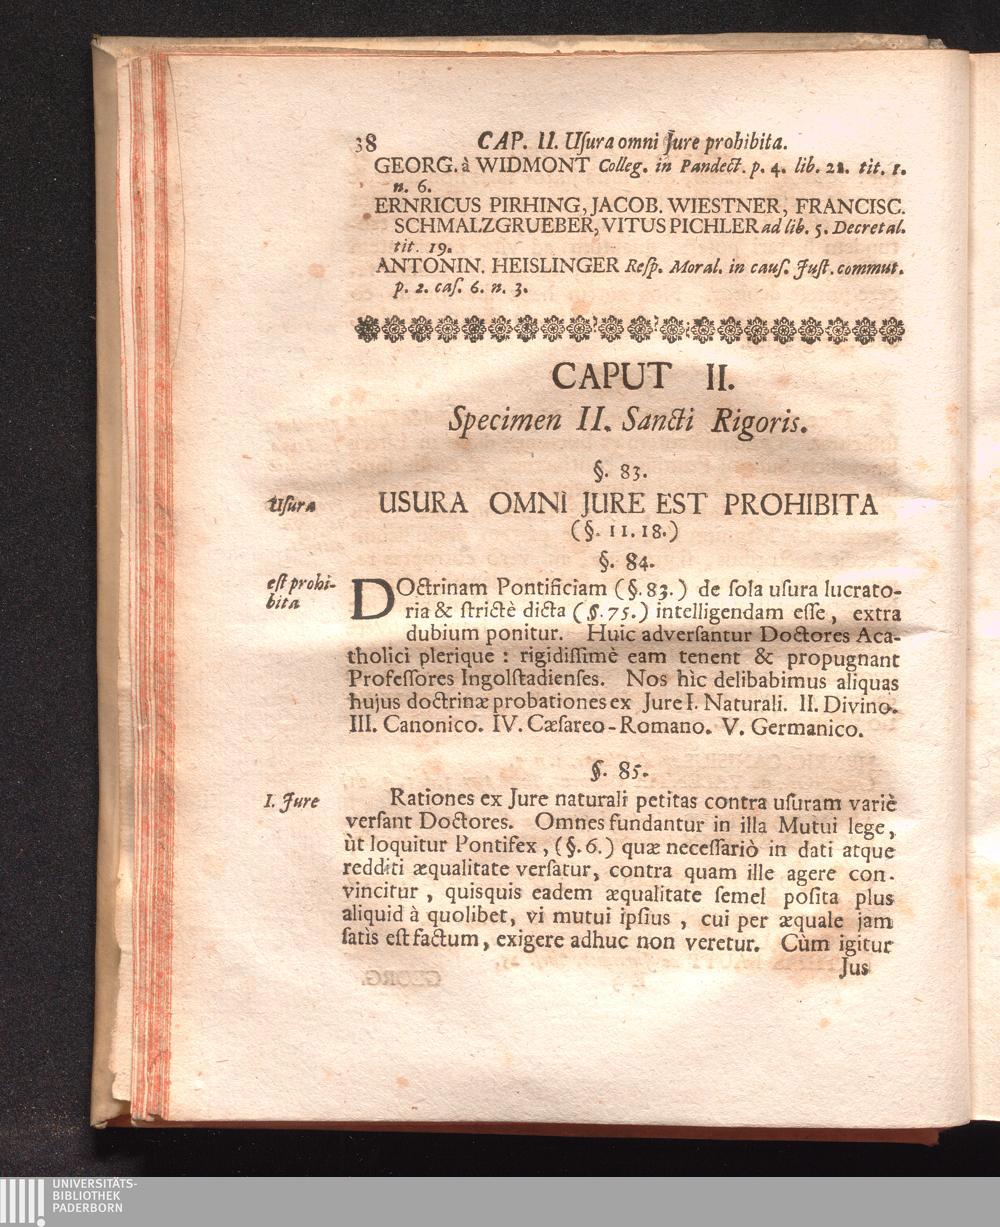 38 CAP. II. Uſura omni Jure prohibita.
GEORG. à WIDMONT Colleg. in Pandect. p. 4. lib. 22. tit. 1.
n. 6.
ERNRICUS PIRHING, JACOB. WIESTNER, FRANCISC.
SCHMALZGRUEBER, VITUS PICHLER ad lib. 5. Decretal.
tit. 19.
ANTONIN. HEISLINGER Reſp. Moral. in cauſ. Juſt. commut.
p. 2. caſ. 6. n. 3.
CAPUT II.
Specimen II. Sancti Rigoris.
§. 83.
Uſura
USURA OMNI JURE EST PROHIBITA
(§. 11. 18.)
§. 84.
eſt prohi-
bita
DOctrinam Pontificiam (§. 83.) de ſola uſura lucrato-
ria & ſtrictè dicta (§. 75.) intelligendam eſſe, extra
dubium ponitur. Huic adverſantur Doctores Aca-
tholici plerique : rigidiſſimè eam tenent & propugnant
Profeſſores Ingolſtadienſes. Nos hìc delibabimus aliquas
hujus doctrinæ probationes ex Jure I. Naturali. II. Divino.
III. Canonico. IV. Cæſareo-Romano. V. Germanico.
§. 85.
I. Jure
Rationes ex Jure naturali petitas contra uſuram variè
verſant Doctores. Omnes fundantur in illa Mutui lege,
ùt loquitur Pontifex, (§. 6.) quæ neceſſariò in dati atque
redditi æqualitate verſatur, contra quam ille agere con-
vincitur, quisquis eadem æqualitate ſemel poſita plus
aliquid à quolibet, vi mutui ipſius, cui per æquale jam
ſatìs eſt factum, exigere adhuc non veretur. Cùm igitur
Jus
UNIVERSITÄTS-
BIBLIOTHEK
PADERBORN